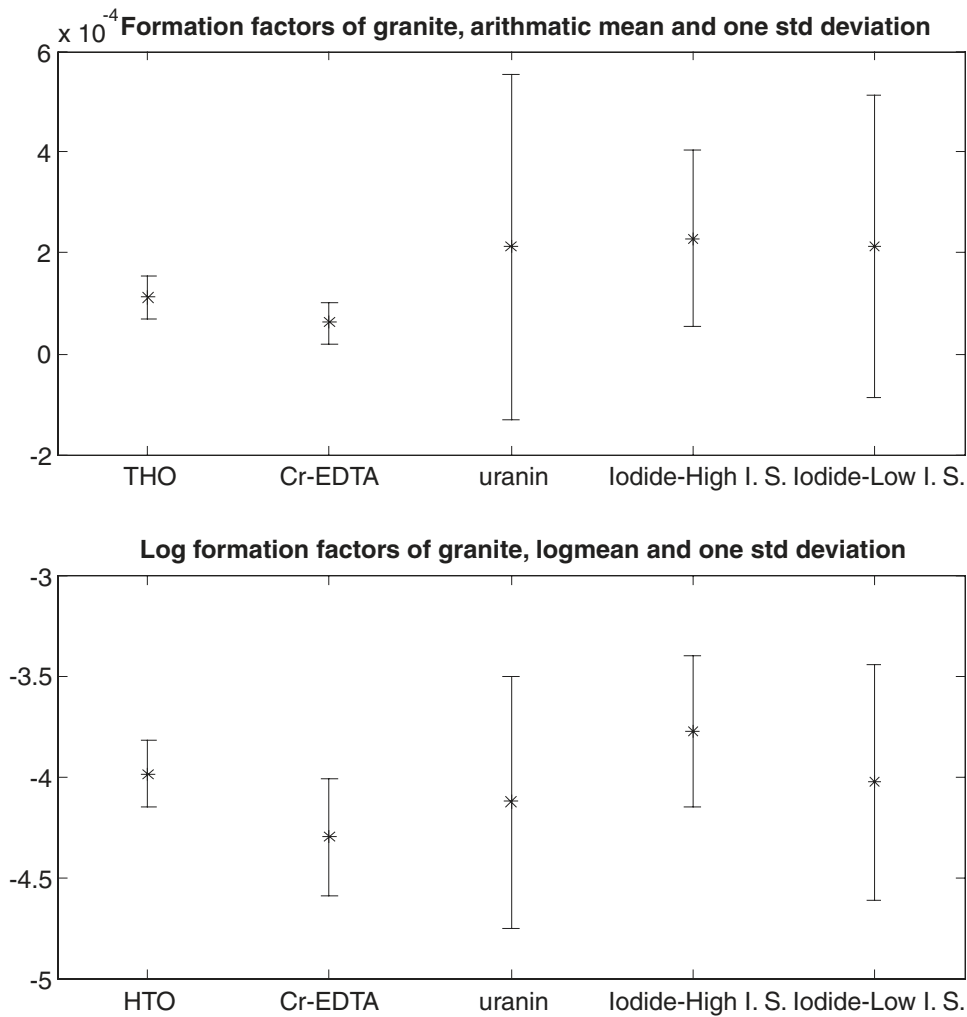 x 10-4 Formation factors of granite, arithmatic mean and one std deviation
6
4
2
0
-2
THO Cr-EDTA uranin Iodide-High I. S. Iodide-Low I. S.
Log formation factors of granite, logmean and one std deviation
-3
-3.5
-4
-4.5
-5
HTO Cr-EDTA uranin Iodide-High I. S. Iodide-Low I. S.